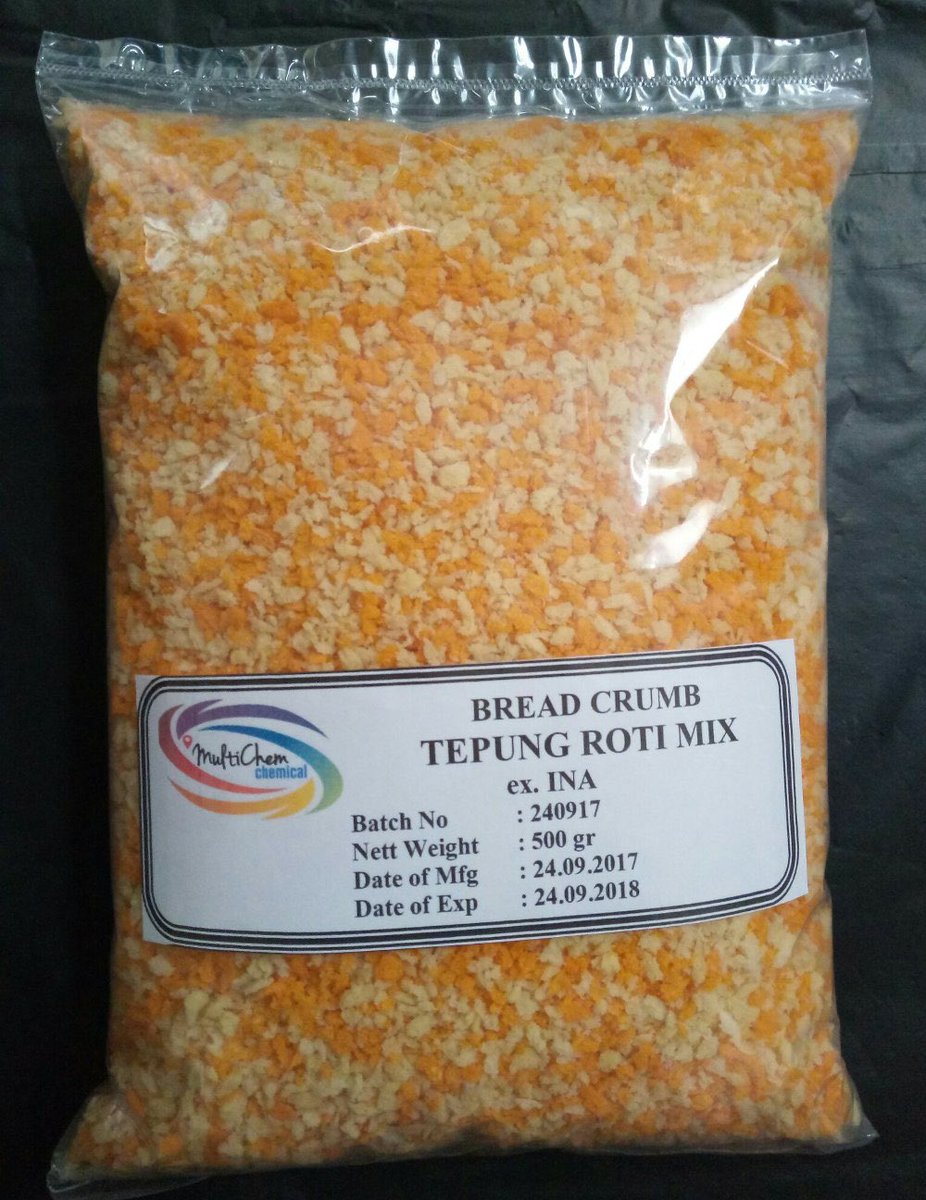 MultiChem
chemical
BREAD CRUMB
TEPUNG ROTI MIX
ex. INA
Batch No : 240917
Nett Weight : 500 gr
Date of Mfg : 24.09.2017
Date of Exp : 24.09.2018